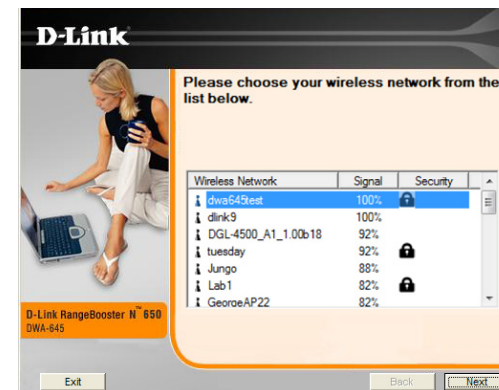 D-Link
Please choose your wireless network from the
list below.
Wireless Network Signal Security
dwa645test 100%
dlink9 100%
DGL-4500_A1_1.00b18 92%
tuesday 92%
Jungo 88%
Lab1 82%
GeorgeAP22 82%
D-Link RangeBooster N™ 650
DWA-645
Exit Back Next